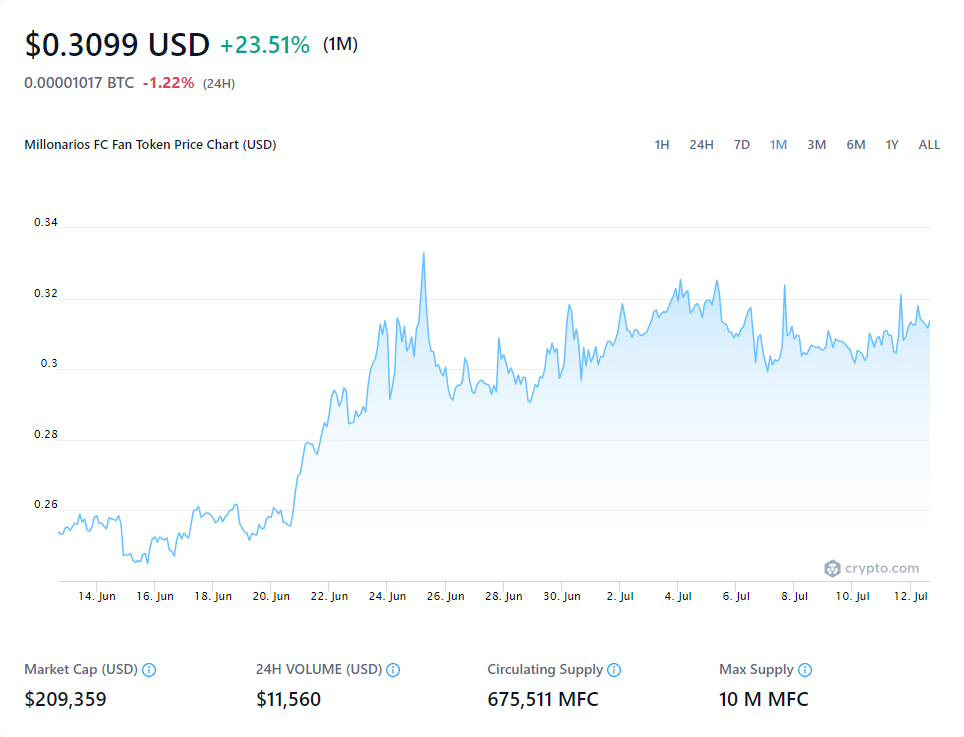 $0.3099 USD +23.51% (1M)
0.00001017 BTC -1.22% (24H)
Millonarios FC Fan Token Price Chart (USD) 1H 24H 7D 1M 3M 6M 1Y ALL
0.34
0.32
0.3
0.28
0.26
crypto.com
14. Jun 16. Jun 18. Jun 20. Jun 22. Jun 24. Jun 26. Jun 28. Jun 30. Jun 2. Jul 4. Jul 6. Jul 8. Jul 10. Jul 12. Jul
Market Cap (USD) 24H VOLUME (USD) Circulating Supply Max Supply
$209,359 $11,560 675,511 MFC 10 M MFC